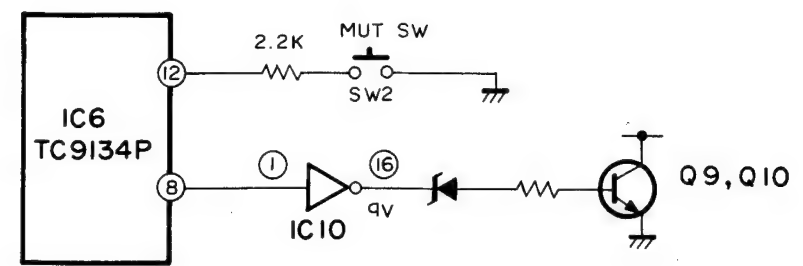 MUT SW
2.2K
12
SW2
IC6
TC9134P
1
16
Q9, Q10
8
9V
IC10